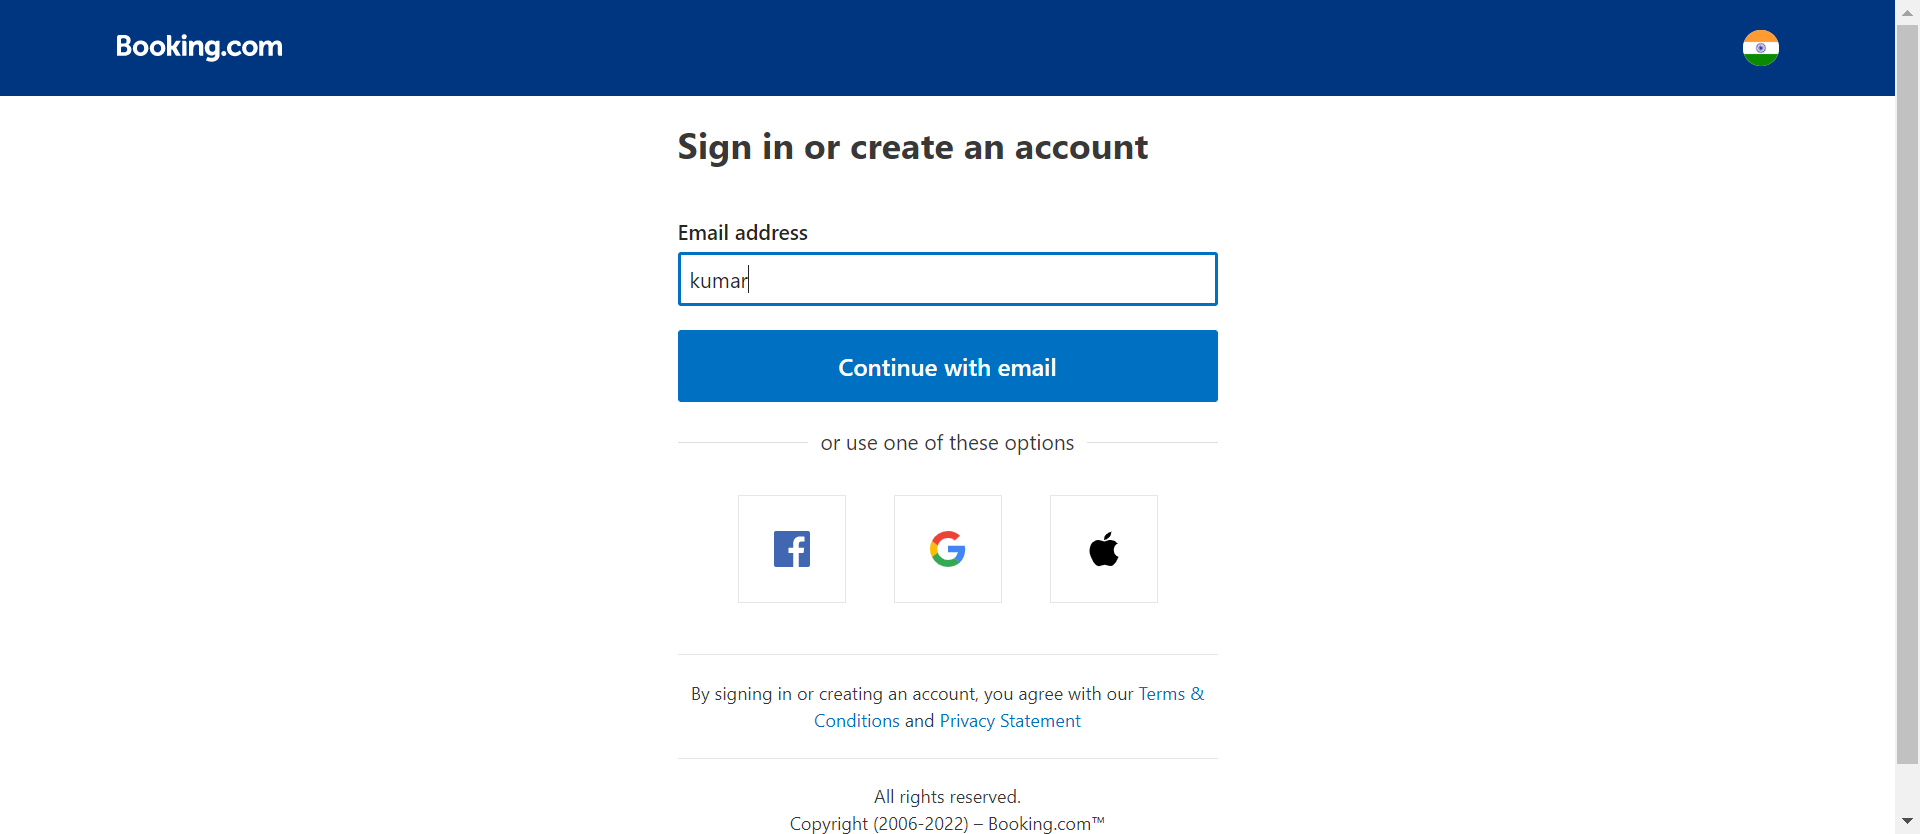 Booking.com
Sign in or create an account
Email address
kumar
Continue with email
or use one of these options
By signing in or creating an account, you agree with our Terms &
Conditions and Privacy Statement
All rights reserved.
Copyright (2006-2022) – Booking.com™